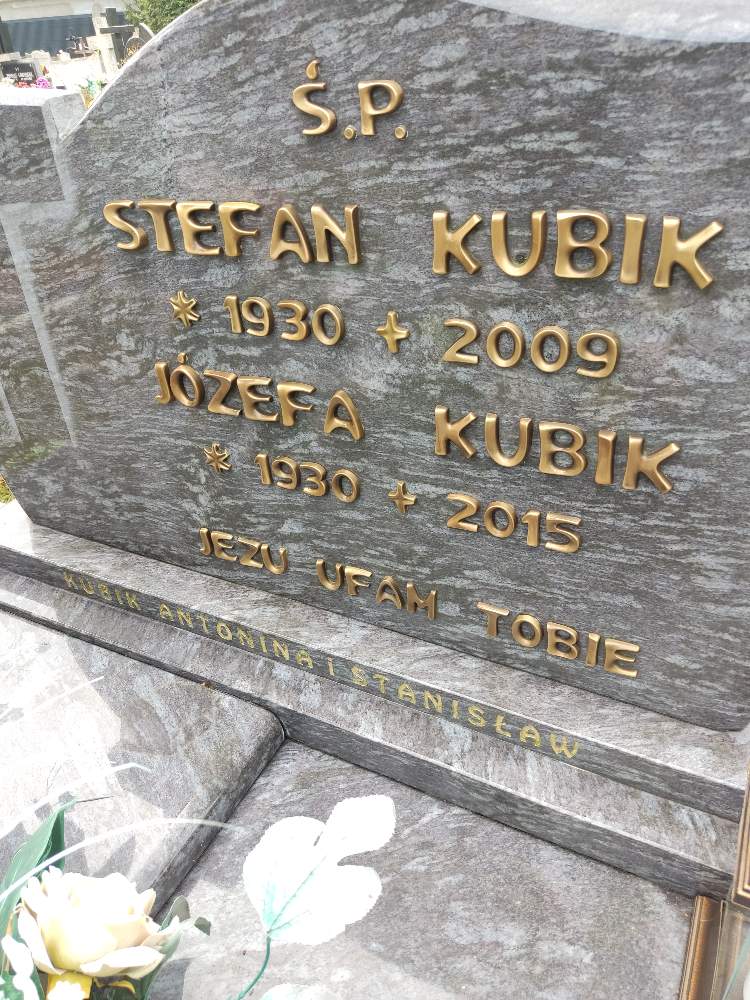 Ś.P.
STEFAN KUBIK
* 1930 + 2009
JÓZEFA KUBIK
* 1930 + 2015
JEZU UFAM TOBIE
KUBIK ANTONINA I STANISŁAW